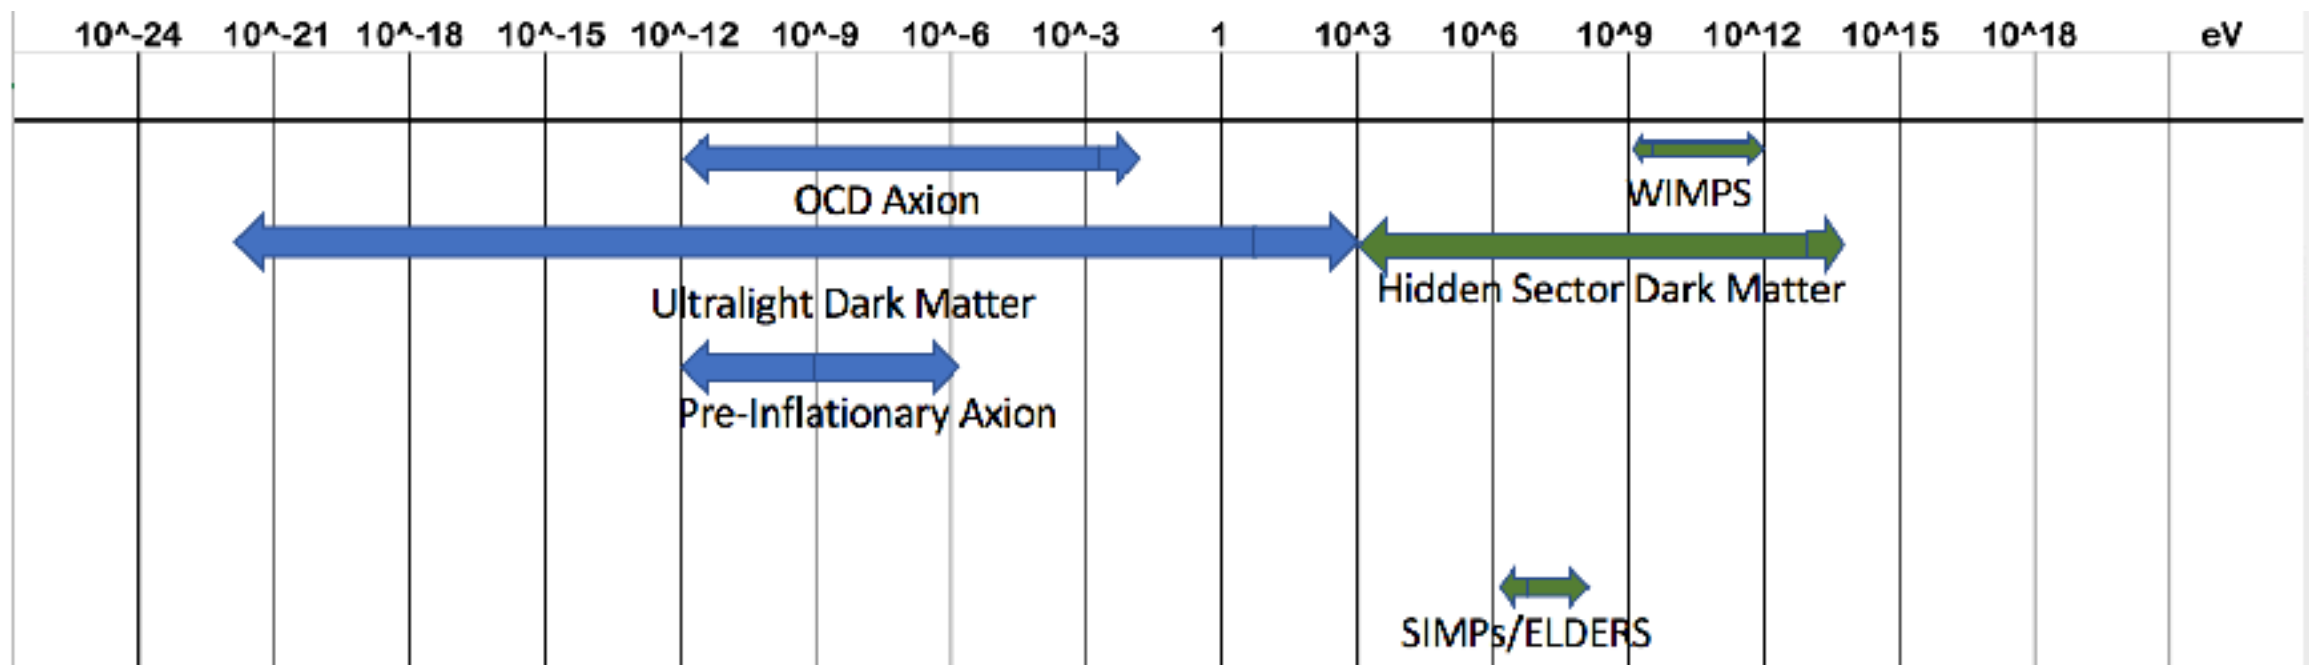 10^-24 10^-21 10^-18 10^-15 10^-12 10^-9 10^-6 10^-3 1 10^3 10^6 10^9 10^12 10^15 10^18 eV
OCD Axion
WIMPS
Ultralight Dark Matter
Hidden Sector Dark Matter
Pre-Inflationary Axion
SIMPs/ELDERS